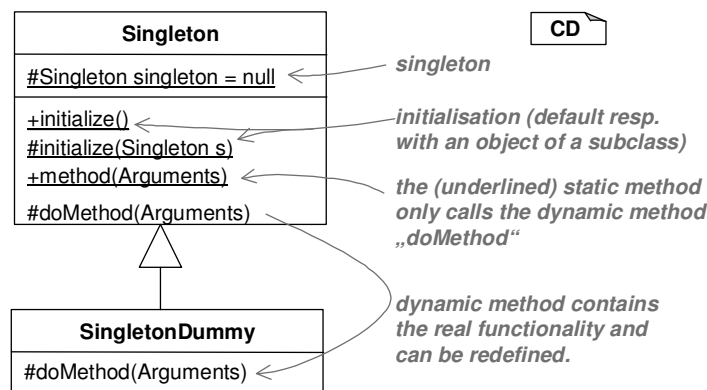 Singleton
CD
#Singleton singleton = null
singleton
+initialize()
#initialize(Singleton s)
+method(Arguments)
#doMethod(Arguments)
initialisation (default resp.
with an object of a subclass)
the (underlined) static method
only calls the dynamic method
„doMethod“
dynamic method contains
the real functionality and
can be redefined.
SingletonDummy
#doMethod(Arguments)